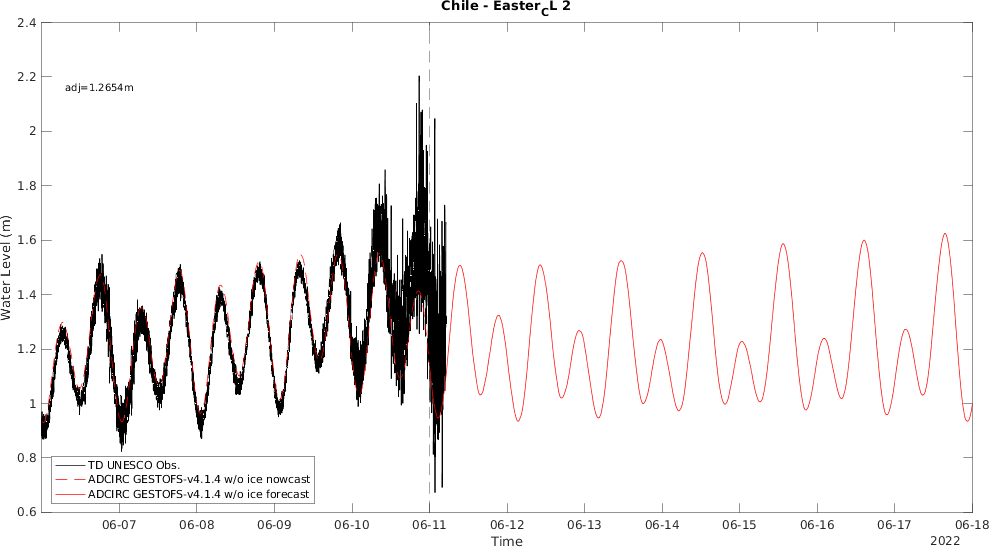 Chile - Easter_CL 2
2.4
2.2
2
1.8
1.6
1.4
1.2
1
0.8
0.6
Water Level (m)
adj=1.2654m
TD UNESCO Obs.
ADCIRC GESTOFS-v4.1.4 w/o ice nowcast
ADCIRC GESTOFS-v4.1.4 w/o ice forecast
06-07 06-08 06-09 06-10 06-11 06-12 06-13 06-14 06-15 06-16 06-17 06-18
Time
2022